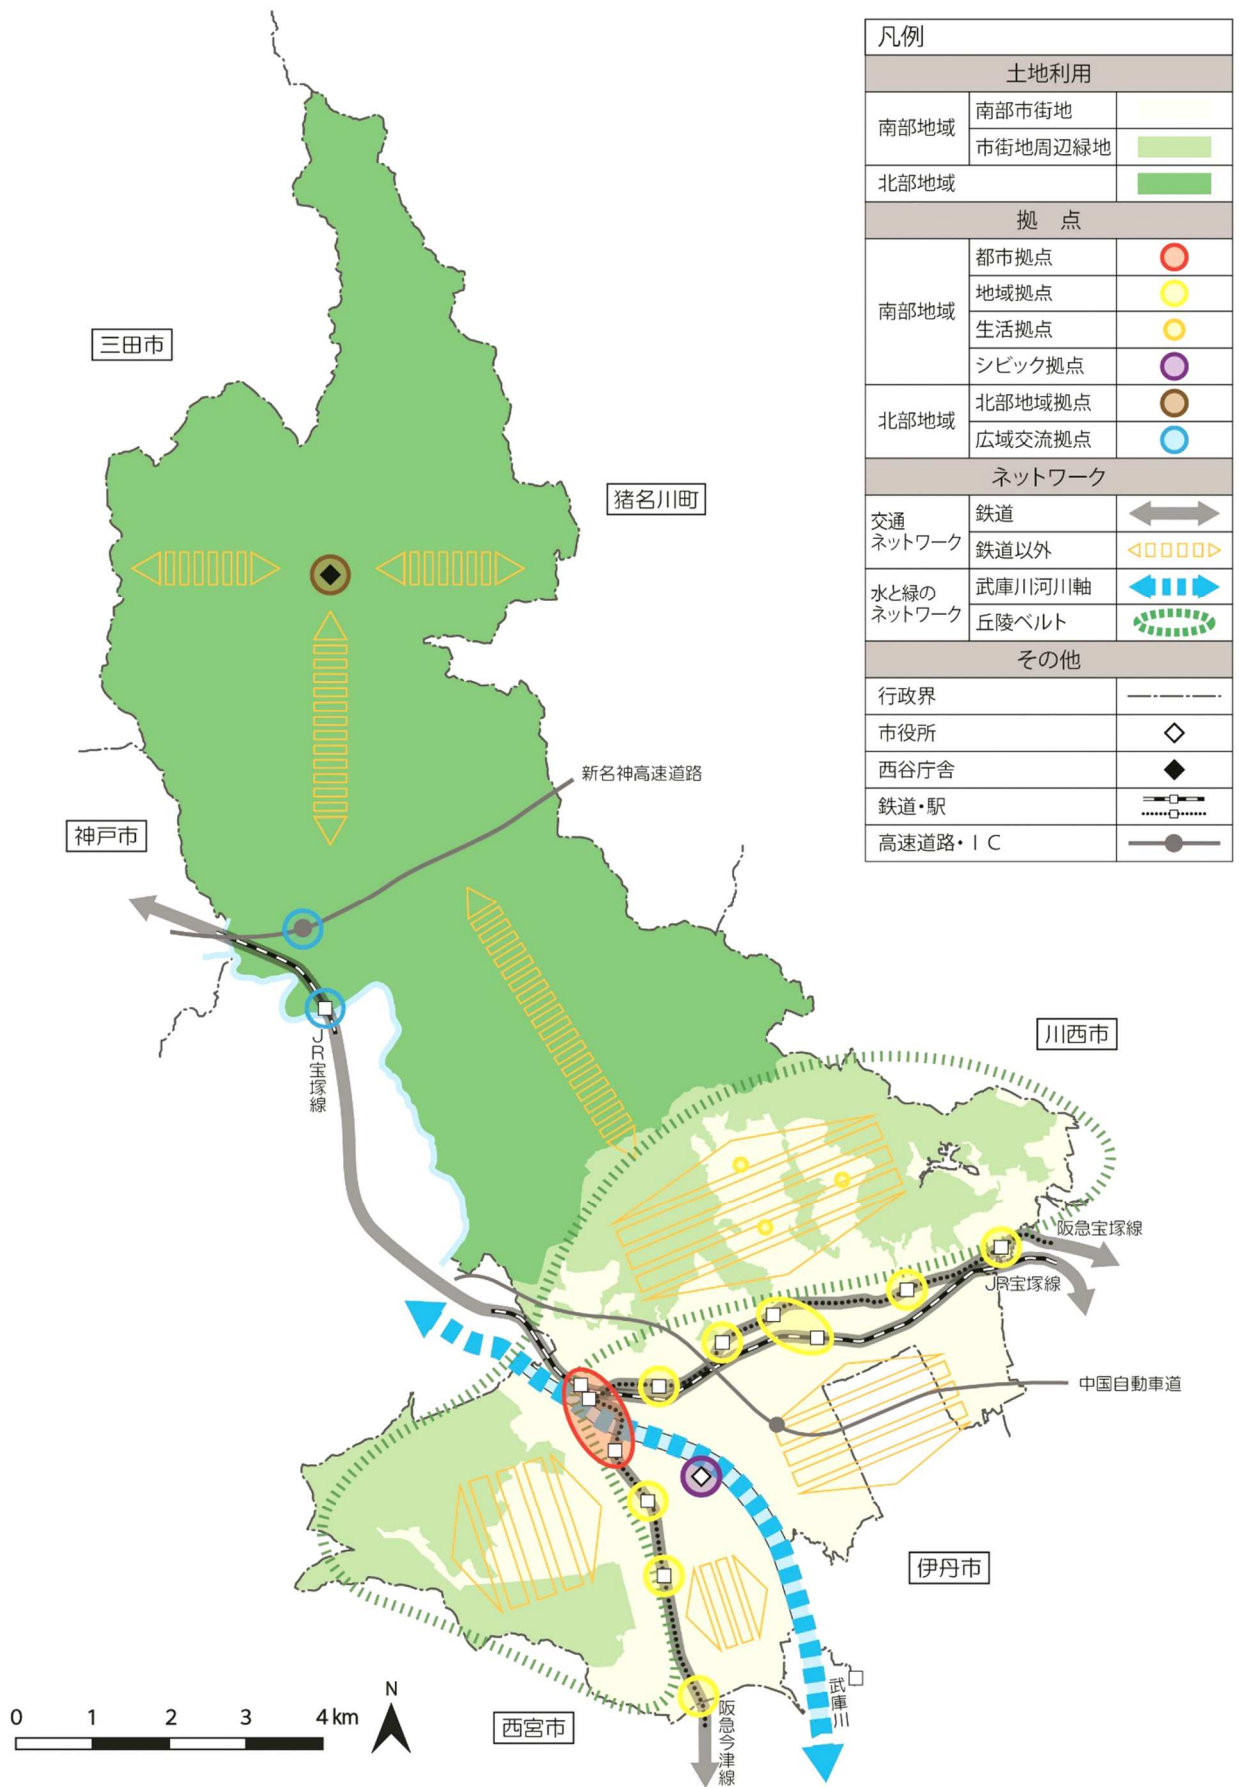 凡例
土地利用
南部地域
南部市街地
市街地周辺緑地
北部地域
拠　点
南部地域
都市拠点
地域拠点
生活拠点
シビック拠点
北部地域
北部地域拠点
広域交流拠点
ネットワーク
交通
ネットワーク
鉄道
鉄道以外
水と緑の
ネットワーク
武庫川河川軸
丘陵ベルト
その他
行政界
市役所
西谷庁舎
鉄道・駅
高速道路・ＩＣ
三田市
猪名川町
新名神高速道路
神戸市
JR宝塚線
川西市
阪急宝塚線
JR宝塚線
中国自動車道
伊丹市
武庫川
西宮市
阪急今津線
N
0 1 2 3 4 km